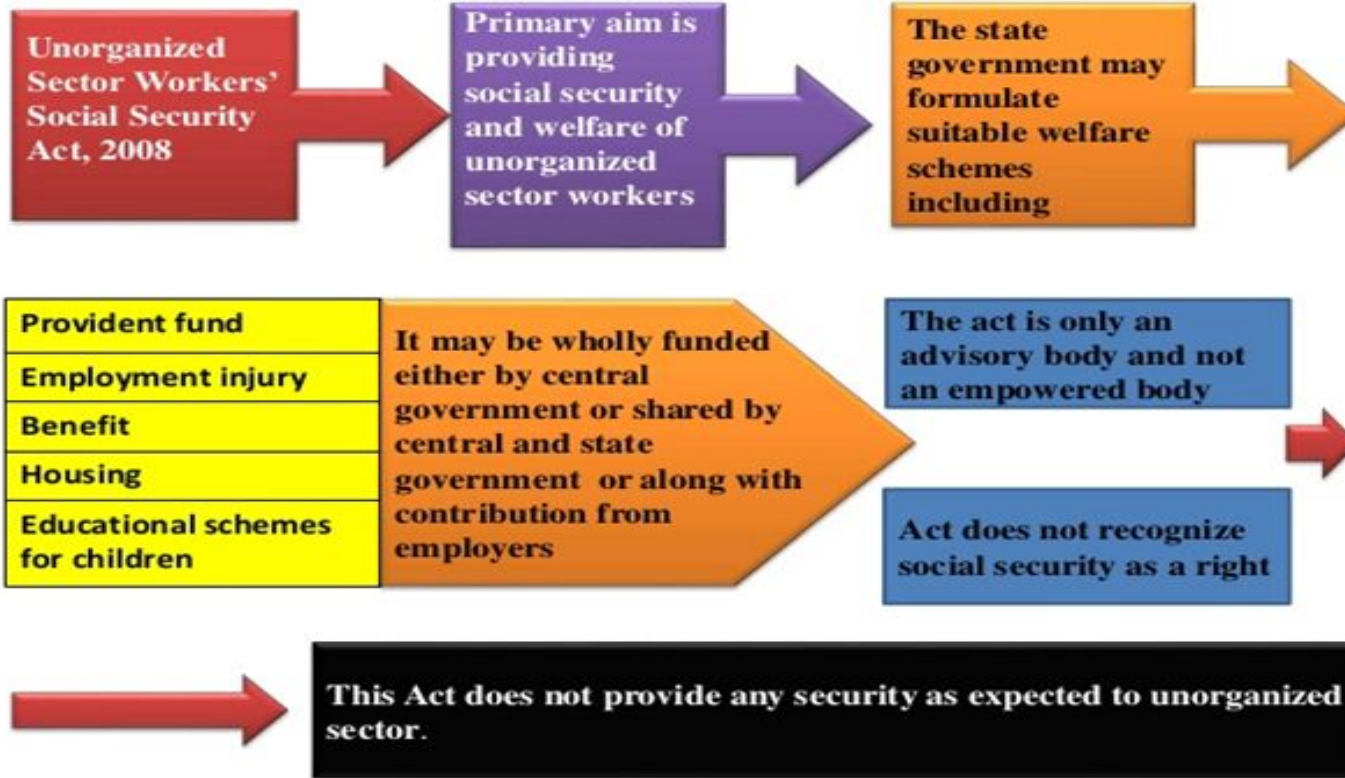 Unorganized
Sector Workers’
Social Security
Act, 2008
Primary aim is
providing
social security
and welfare of
unorganized
sector workers
The state
government may
formulate
suitable welfare
schemes
including
Provident fund
Employment injury
Benefit
Housing
Educational schemes
for children
It may be wholly funded
either by central
government or shared by
central and state
government or along with
contribution from
employers
The act is only an
advisory body and not
an empowered body
Act does not recognize
social security as a right
This Act does not provide any security as expected to unorganized
sector.